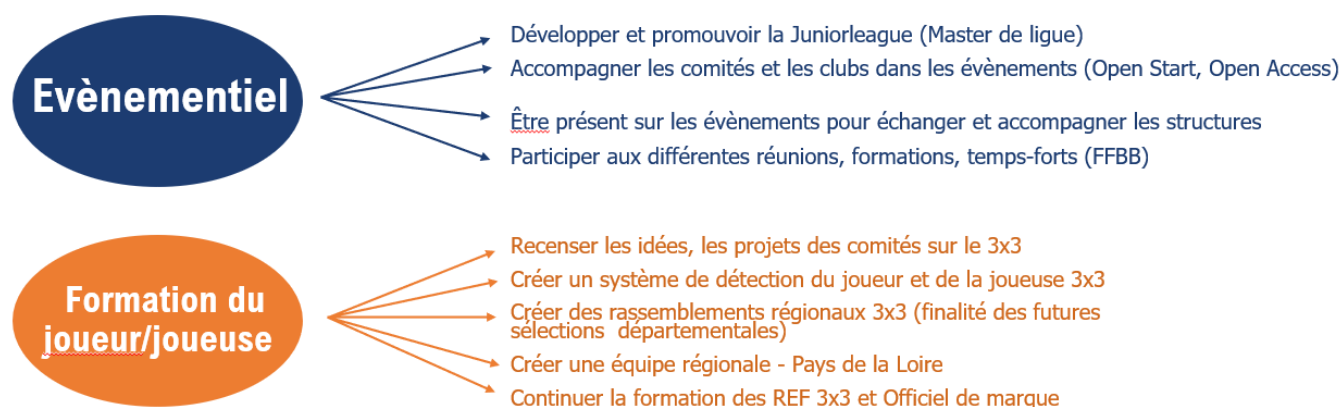 Evènementiel
Développer et promouvoir la Juniorleague (Master de ligue)
Accompagner les comités et les clubs dans les évènements (Open Start, Open Access)
Être présent sur les évènements pour échanger et accompagner les structures
Participer aux différentes réunions, formations, temps-forts (FFBB)
Formation du
joueur/joueuse
Recenser les idées, les projets des comités sur le 3x3
Créer un système de détection du joueur et de la joueuse 3x3
Créer des rassemblements régionaux 3x3 (finalité des futures
sélections départementales)
Créer une équipe régionale - Pays de la Loire
Continuer la formation des REF 3x3 et Officiel de marque